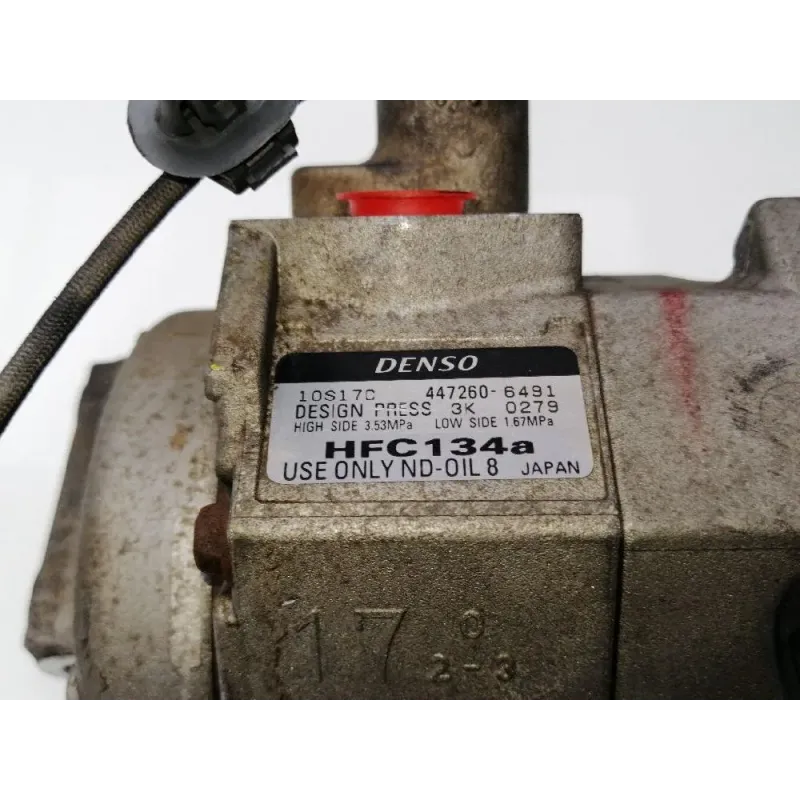 DENSO
10S17C 447260-6491
DESIGN PRESS 3K 0279
HIGH SIDE 3.53MPa LOW SIDE 1.67MPa
HFC134a
USE ONLY ND-OIL 8 JAPAN
17 0
2-3